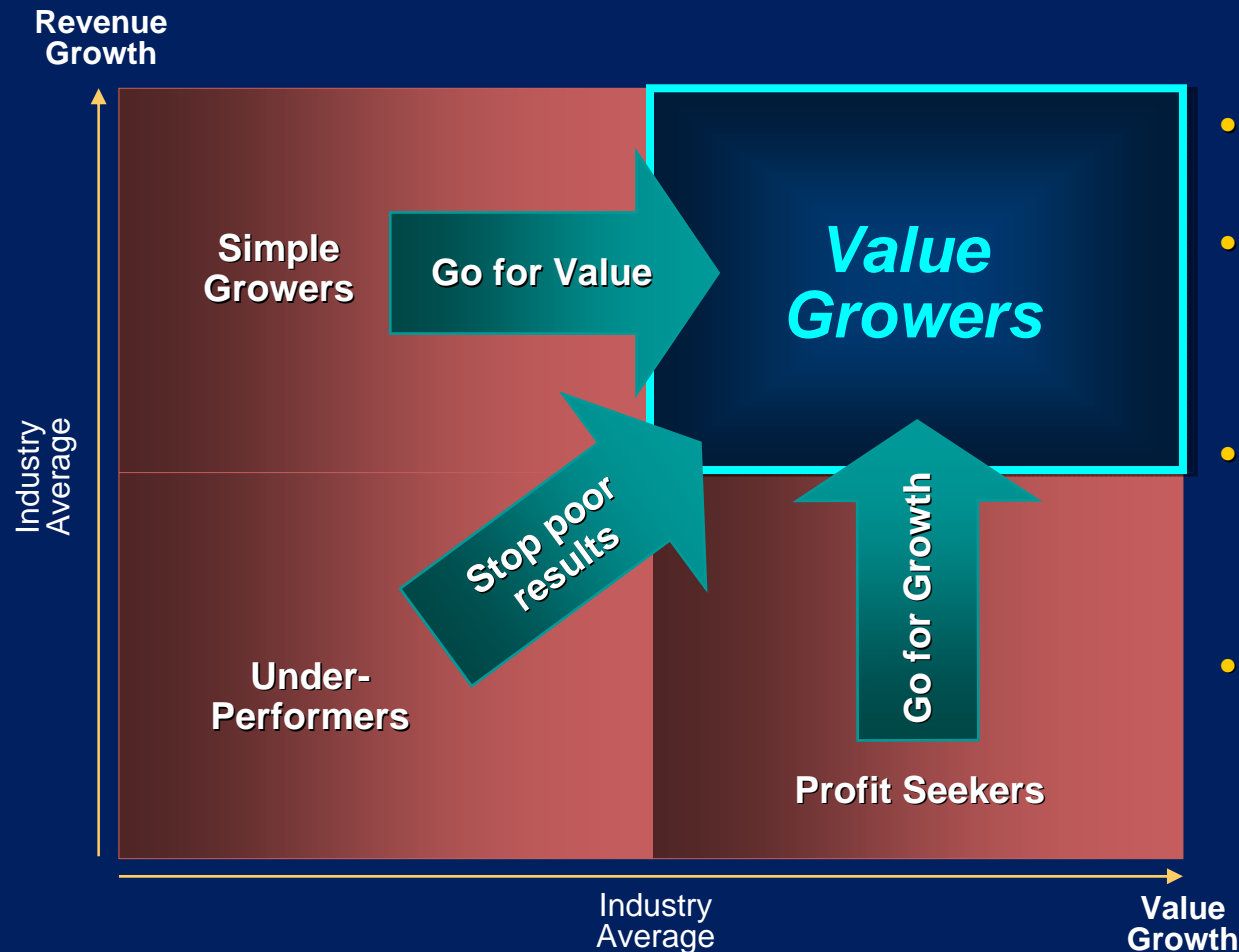 Revenue
Growth
Simple
Growers
Go for Value
Value
Growers
Industry
Average
Stop poor
results
Go for Growth
Under-
Performers
Profit Seekers
Industry
Average
Value
Growth